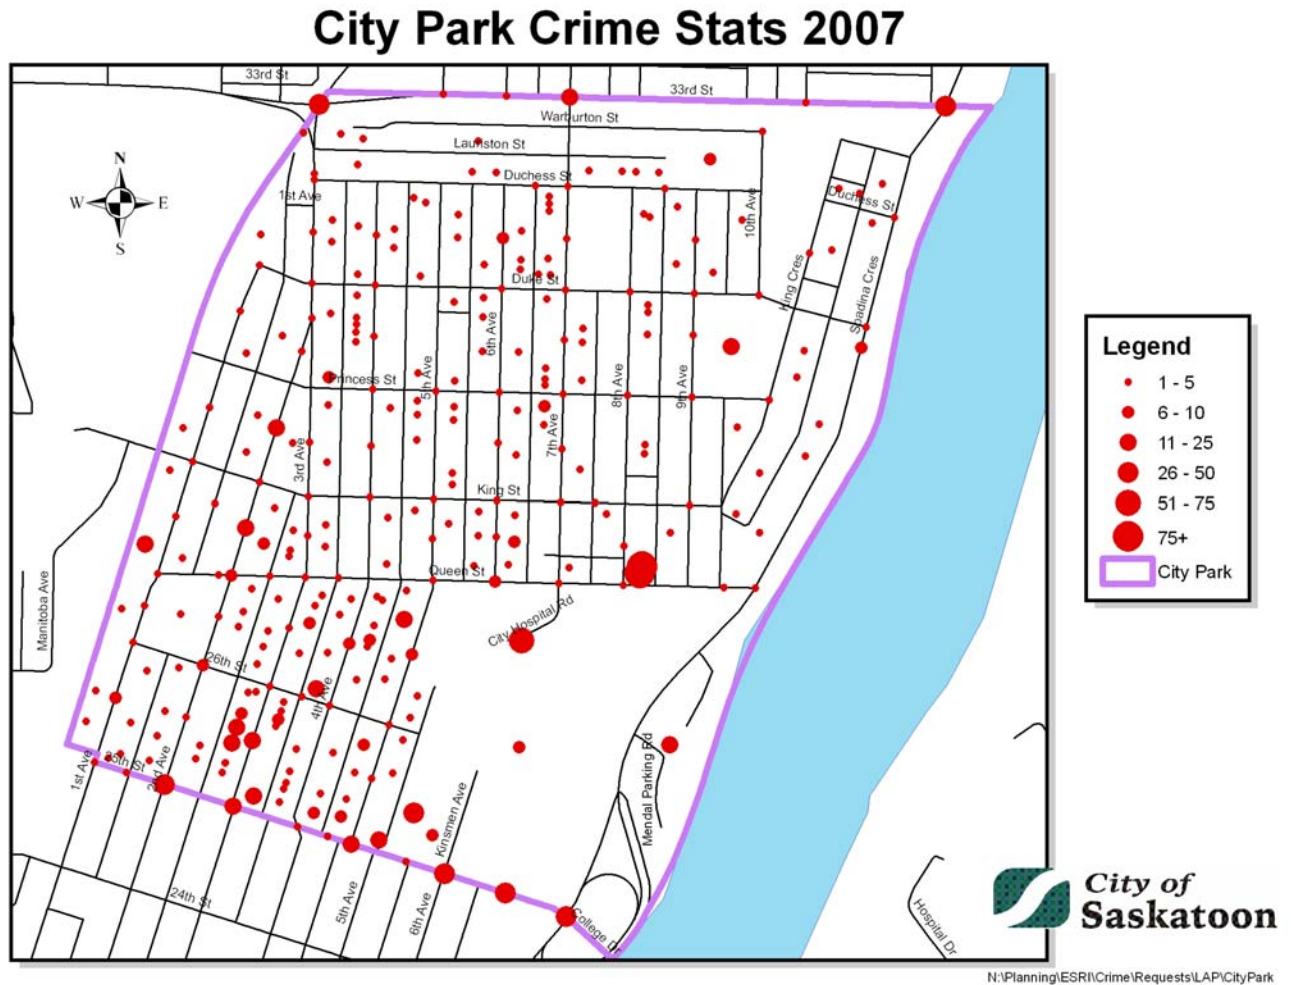 City Park Crime Stats 2007
33rd St
33rd St
Warburton St
Lauriston St
Duchess St
1st Ave
10th Ave
Duchess St
N
W E
S
King Cres
Spadina Cres
Duke St
6th Ave
5th Ave
8th Ave
9th Ave
Princess St
7th Ave
3rd Ave
King St
Queen St
City Hospital Rd
Manitoba Ave
26th St
4th Ave
25th St
1st Ave
2nd Ave
Mendal Parking Rd
Kinsmen Ave
24th St
5th Ave
6th Ave
College Dr
Hospital Dr
Legend
1 - 5
6 - 10
11 - 25
26 - 50
51 - 75
75+
City Park
City of
Saskatoon
N:\Planning\ESRI\Crime\Requests\LAP\CityPark